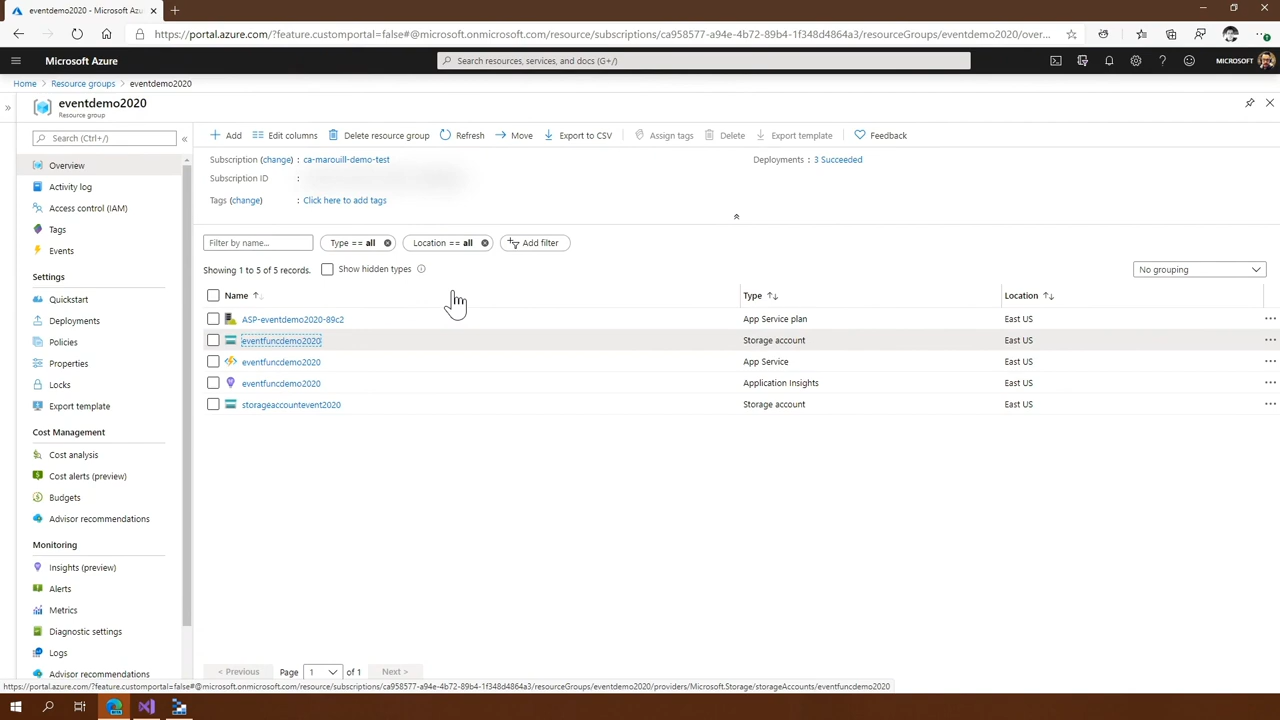 eventdemo2020 - Microsoft Azure
https://portal.azure.com/?feature.customportal=false#@microsoft.onmicrosoft.com/resource/subscriptions/ca958577-a94e-4b72-89b4-1f348d4864a3/resourceGroups/eventdemo2020/over...
Microsoft Azure
Search resources, services, and docs (G+/)
MICROSOFT
Home > Resource groups > eventdemo2020
eventdemo2020
Resource group
Search (Ctrl+/)
Overview
Activity log
Access control (IAM)
Tags
Events
Settings
Quickstart
Deployments
Policies
Properties
Locks
Export template
Cost Management
Cost analysis
Cost alerts (preview)
Budgets
Advisor recommendations
Monitoring
Insights (preview)
Alerts
Metrics
Diagnostic settings
Logs
Advisor recommendations
Add Edit columns Delete resource group Refresh Move Export to CSV Assign tags Delete Export template Feedback
Subscription (change) : ca-marouill-demo-test Deployments : 3 Succeeded
Subscription ID :
Tags (change) : Click here to add tags
Filter by name... Type == all Location == all Add filter
Showing 1 to 5 of 5 records. Show hidden types No grouping
Name Type Location
ASP-eventdemo2020-89c2 App Service plan East US
eventfuncdemo2020 Storage account East US
eventfuncdemo2020 App Service East US
eventfuncdemo2020 Application Insights East US
storageaccountevent2020 Storage account East US
< Previous Page 1 of 1 Next >
https://portal.azure.com/?feature.customportal=false#@microsoft.onmicrosoft.com/resource/subscriptions/ca958577-a94e-4b72-89b4-1f348d4864a3/resourceGroups/eventdemo2020/providers/Microsoft.Storage/storageAccounts/eventfuncdemo2020